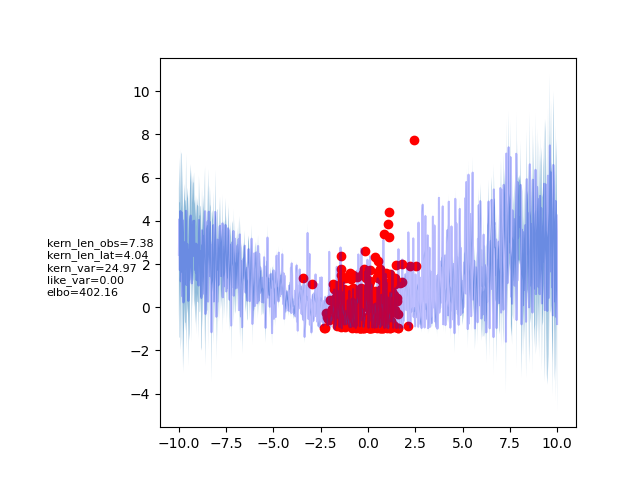 10
8
6
4
2
0
−2
−4
kern_len_obs=7.38
kern_len_lat=4.04
kern_var=24.97
like_var=0.00
elbo=402.16
−10.0 −7.5 −5.0 −2.5 0.0 2.5 5.0 7.5 10.0